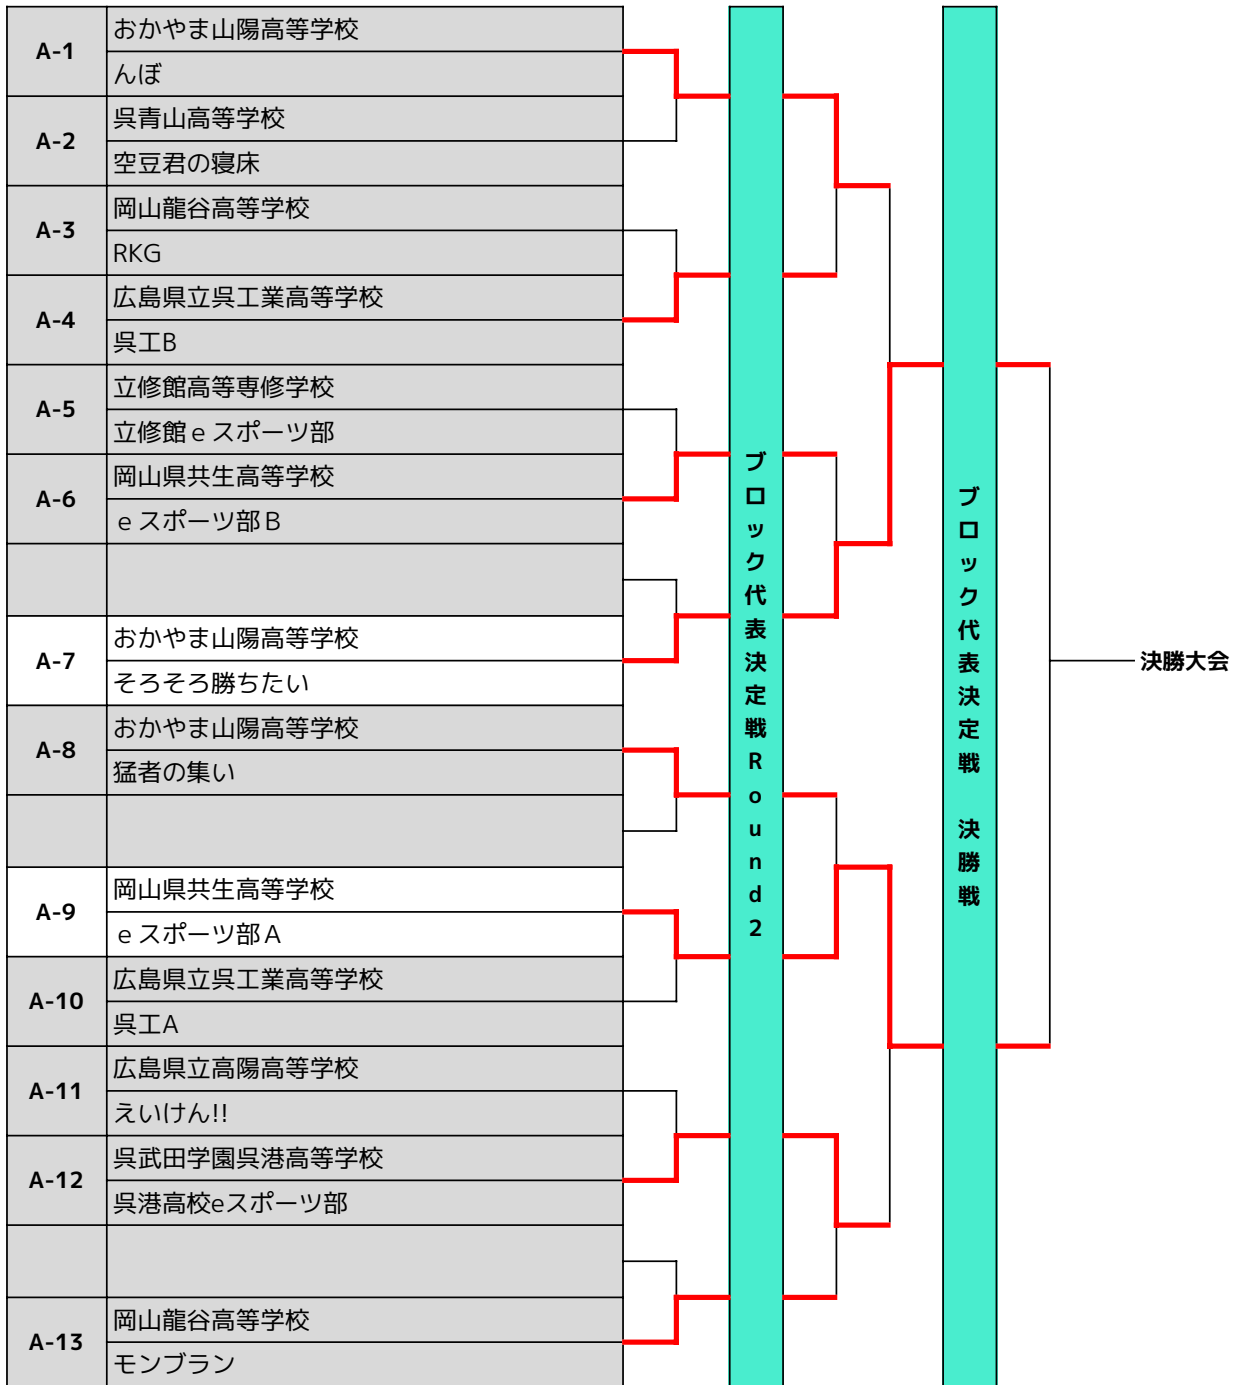 A-1
おかやま山陽高等学校
んぼ
A-2
呉青山高等学校
空豆君の寝床
A-3
岡山龍谷高等学校
RKG
A-4
広島県立呉工業高等学校
呉工B
A-5
立修館高等専修学校
立修館ｅスポーツ部
A-6
岡山県共生高等学校
ｅスポーツ部Ｂ
A-7
おかやま山陽高等学校
そろそろ勝ちたい
A-8
おかやま山陽高等学校
猛者の集い
A-9
岡山県共生高等学校
ｅスポーツ部Ａ
A-10
広島県立呉工業高等学校
呉工A
A-11
広島県立高陽高等学校
えいけん!!
A-12
呉武田学園呉港高等学校
呉港高校eスポーツ部
A-13
岡山龍谷高等学校
モンブラン
ブロック代表決定戦Round2
ブロック代表決定戦　決勝戦
決勝大会